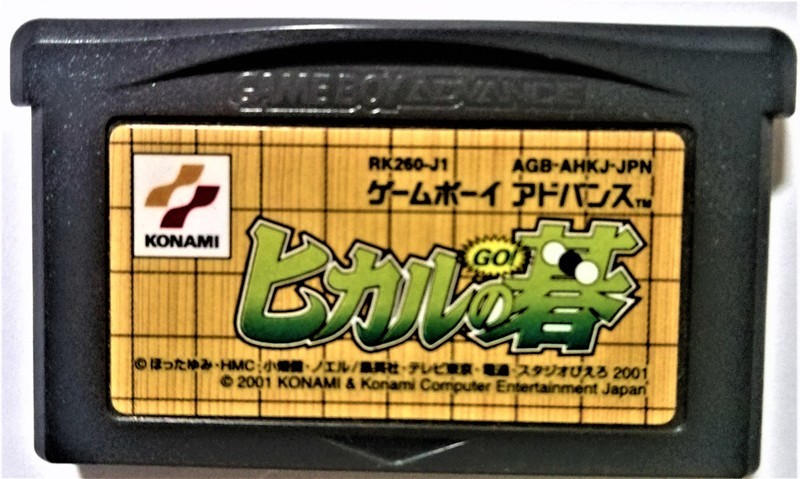 GAME BOY ADVANCE
RK260-J1 AGB-AHKJ-JPN
ゲームボーイ アドバンス™
KONAMI
GO!
ヒカルの碁
© ほったゆみ・HMC・小畑健・ノエル/集英社・テレビ東京・電通・スタジオぴえろ 2001
© 2001 KONAMI & Konami Computer Entertainment Japan